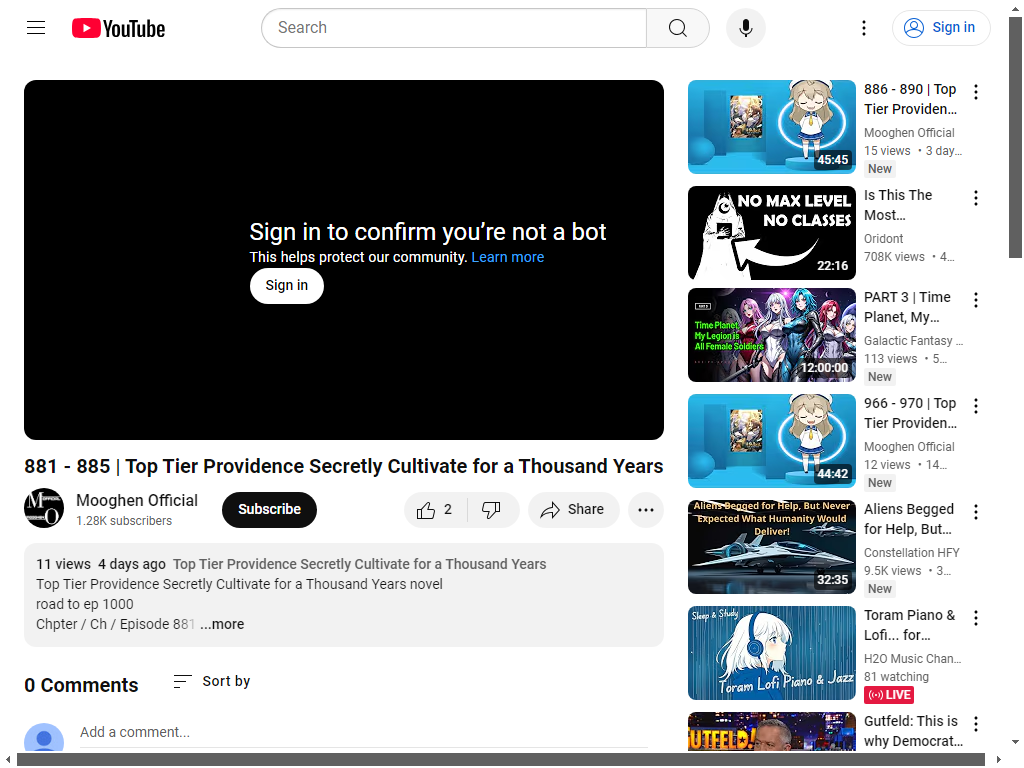 YouTube
Search
Sign in
Sign in to confirm you're not a bot
This helps protect our community. Learn more
Sign in
881 - 885 | Top Tier Providence Secretly Cultivate for a Thousand Years
Mooghen Official
1.28K subscribers
Subscribe
2
Share
11 views 4 days ago Top Tier Providence Secretly Cultivate for a Thousand Years
Top Tier Providence Secretly Cultivate for a Thousand Years novel
road to ep 1000
Chpter / Ch / Episode 881 ...more
0 Comments
Sort by
Add a comment...
45:45
886 - 890 | Top
Tier Providen...
Mooghen Official
15 views • 3 day...
New
NO MAX LEVEL
NO CLASSES
22:16
Is This The
Most...
Oridont
708K views • 4...
Time Planet,
My Legion is
All Female Soldiers
12:00:00
PART 3 | Time
Planet, My...
Galactic Fantasy ...
113 views • 5...
New
44:42
966 - 970 | Top
Tier Providen...
Mooghen Official
12 views • 14...
New
Aliens Begged for Help, But Never
Expected What Humanity Would
Deliver!
32:35
Aliens Begged
for Help, But...
Constellation HFY
9.5K views • 3...
New
Sleep & Study
Toram Lofi Piano & Jazz
Toram Piano &
Lofi... for...
H2O Music Chan...
81 watching
LIVE
GUTFELD!
Gutfeld: This is
why Democrat...